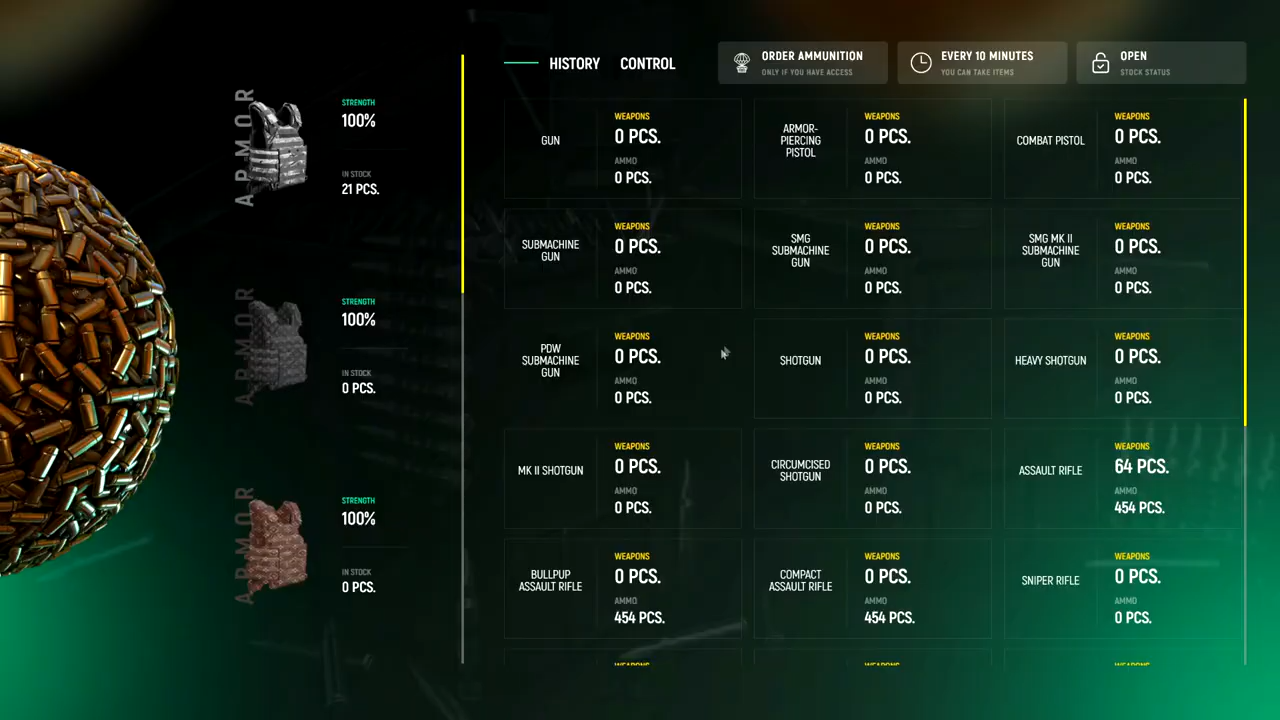 HISTORY
CONTROL
ORDER AMMUNITION
ONLY IF YOU HAVE ACCESS
EVERY 10 MINUTES
YOU CAN TAKE ITEMS
OPEN
STOCK STATUS
ARMOR
STRENGTH
100%
IN STOCK
21 PCS.
ARMOR
STRENGTH
100%
IN STOCK
0 PCS.
ARMOR
STRENGTH
100%
IN STOCK
0 PCS.
GUN
WEAPONS
0 PCS.
AMMO
0 PCS.
ARMOR-
PIERCING
PISTOL
WEAPONS
0 PCS.
AMMO
0 PCS.
COMBAT PISTOL
WEAPONS
0 PCS.
AMMO
0 PCS.
SUBMACHINE
GUN
WEAPONS
0 PCS.
AMMO
0 PCS.
SMG
SUBMACHINE
GUN
WEAPONS
0 PCS.
AMMO
0 PCS.
SMG MK II
SUBMACHINE
GUN
WEAPONS
0 PCS.
AMMO
0 PCS.
PDW
SUBMACHINE
GUN
WEAPONS
0 PCS.
AMMO
0 PCS.
SHOTGUN
WEAPONS
0 PCS.
AMMO
0 PCS.
HEAVY SHOTGUN
WEAPONS
0 PCS.
AMMO
0 PCS.
MK II SHOTGUN
WEAPONS
0 PCS.
AMMO
0 PCS.
CIRCUMCISED
SHOTGUN
WEAPONS
0 PCS.
AMMO
0 PCS.
ASSAULT RIFLE
WEAPONS
64 PCS.
AMMO
454 PCS.
BULLPUP
ASSAULT RIFLE
WEAPONS
0 PCS.
AMMO
454 PCS.
COMPACT
ASSAULT RIFLE
WEAPONS
0 PCS.
AMMO
454 PCS.
SNIPER RIFLE
WEAPONS
0 PCS.
AMMO
0 PCS.